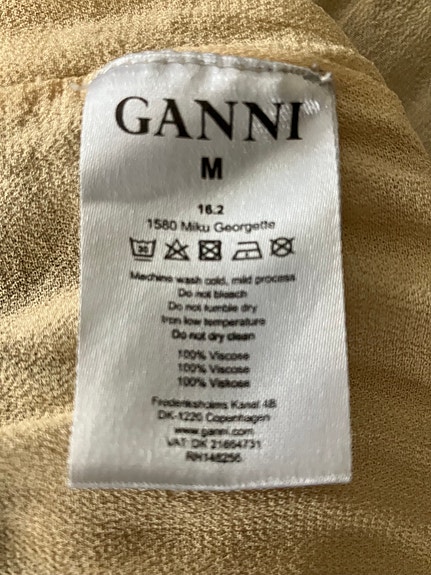 GANNI
M
16.2
1580 Miku Georgette
Machine wash cold, mild process
Do not bleach
Do not tumble dry
Iron low temperature
Do not dry clean
100% Viscose
100% Viscose
100% Viskose
Frederiksholms Kanal 4B
DK-1220 Copenhagen
www.ganni.com
VAT: DK 21664731
RH148256